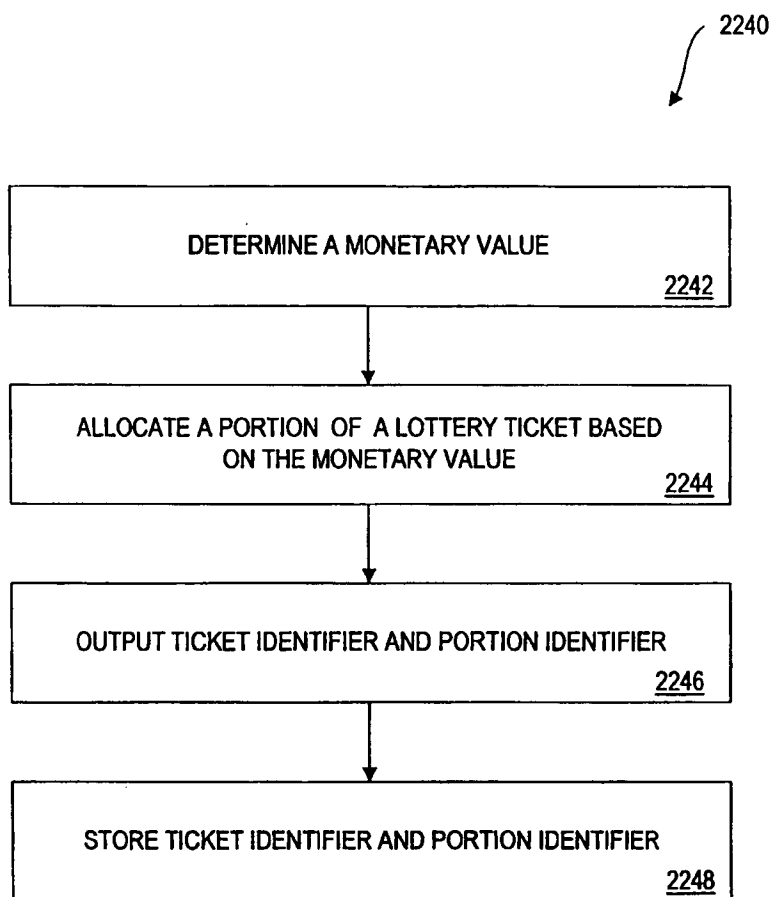 2240
DETERMINE A MONETARY VALUE
2242
ALLOCATE A PORTION OF A LOTTERY TICKET BASED
ON THE MONETARY VALUE
2244
OUTPUT TICKET IDENTIFIER AND PORTION IDENTIFIER
2246
STORE TICKET IDENTIFIER AND PORTION IDENTIFIER
2248